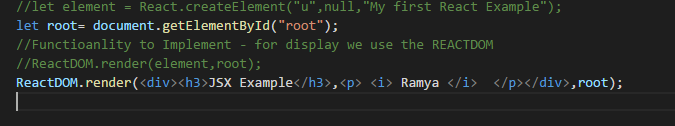 //let element = React.createElement("u",null,"My first React Example");
let root= document.getElementById("root");
//Functioanlity to Implement - for display we use the REACTDOM
//ReactDOM.render(element,root);
ReactDOM.render(<div><h3>JSX Example</h3>,<p> <i> Ramya </i>  </p></div>,root);